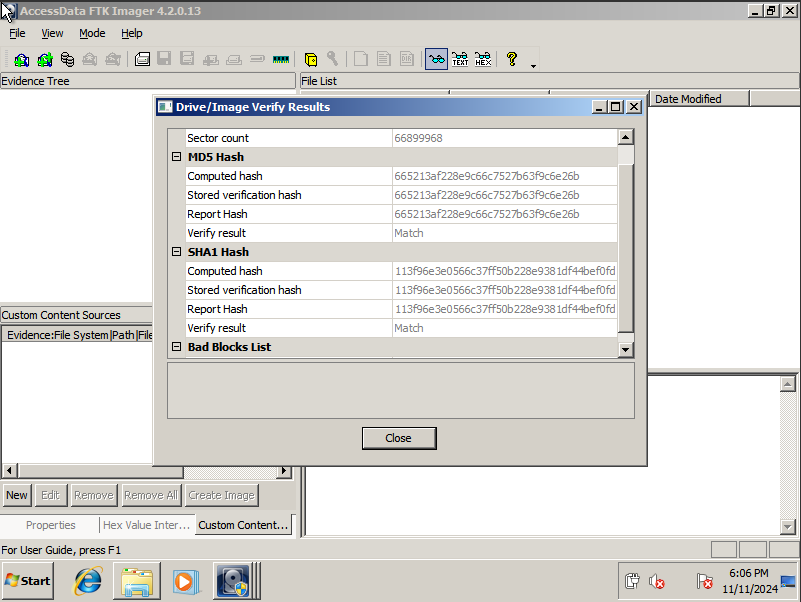 AccessData FTK Imager 4.2.0.13
File View Mode Help
TEXT HEX
Evidence Tree
File List
Date Modified
Drive/Image Verify Results
Sector count 66899968
MD5 Hash
Computed hash 665213af228e9c66c7527b63f9c6e26b
Stored verification hash 665213af228e9c66c7527b63f9c6e26b
Report Hash 665213af228e9c66c7527b63f9c6e26b
Verify result Match
SHA1 Hash
Computed hash 113f96e3e0566c37ff50b228e9381df44bef0fd
Stored verification hash 113f96e3e0566c37ff50b228e9381df44bef0fd
Report Hash 113f96e3e0566c37ff50b228e9381df44bef0fd
Verify result Match
Bad Blocks List
Close
Custom Content Sources
Evidence:File System|Path|File
New Edit Remove Remove All Create Image
Properties Hex Value Inter... Custom Content...
For User Guide, press F1
Start
6:06 PM
11/11/2024